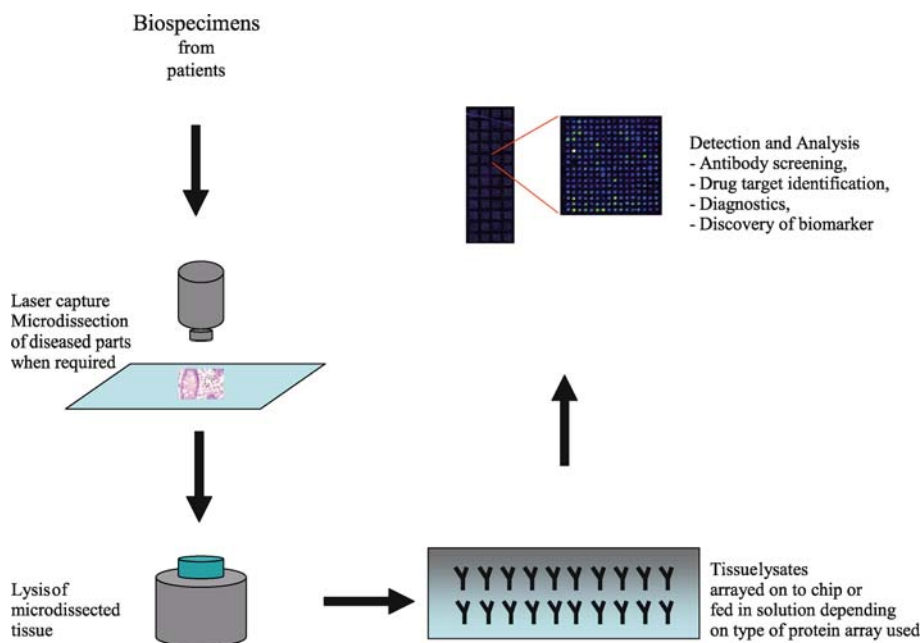 Biospecimens
from
patients
Laser capture
Microdissection
of diseased parts
when required
Lysis of
microdissected
tissue
Tissuelysates
arrayed on to chip or
fed in solution depending
on type of protein array used
Detection and Analysis
- Antibody screening,
- Drug target identification,
- Diagnostics,
- Discovery of biomarker